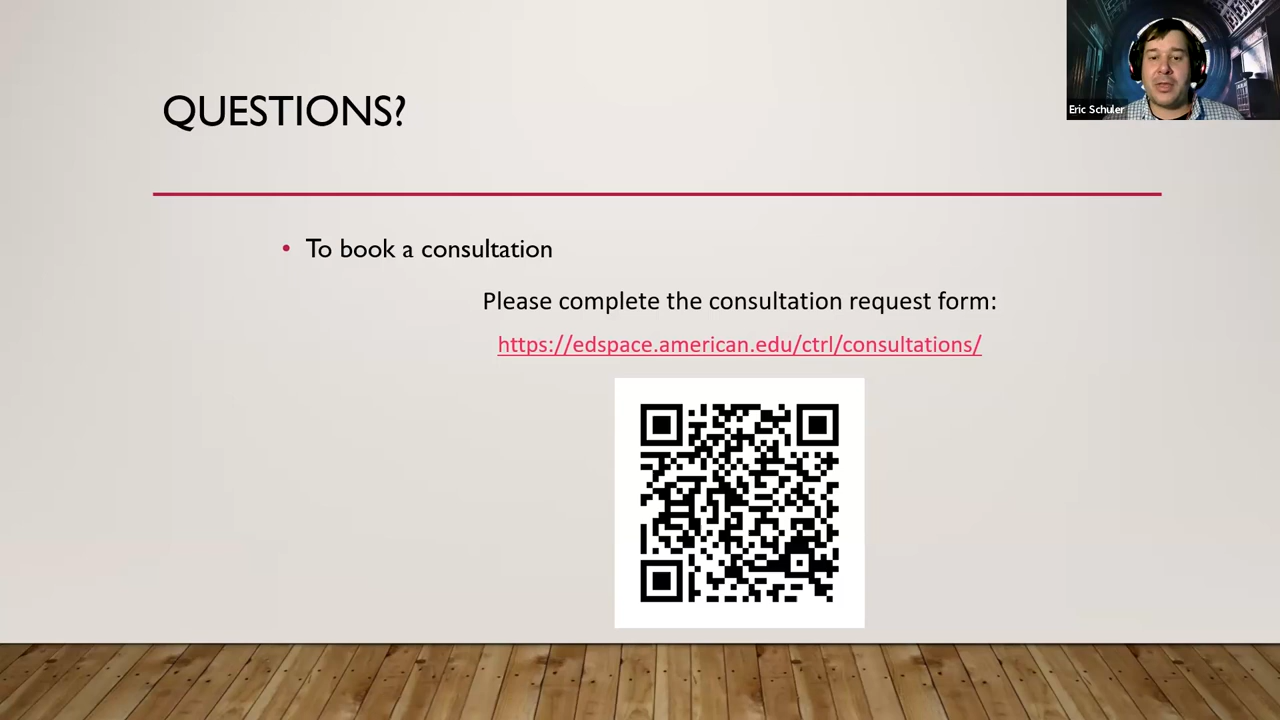 QUESTIONS?
Eric Schuler
• To book a consultation
Please complete the consultation request form:
https://edspace.american.edu/ctrl/consultations/